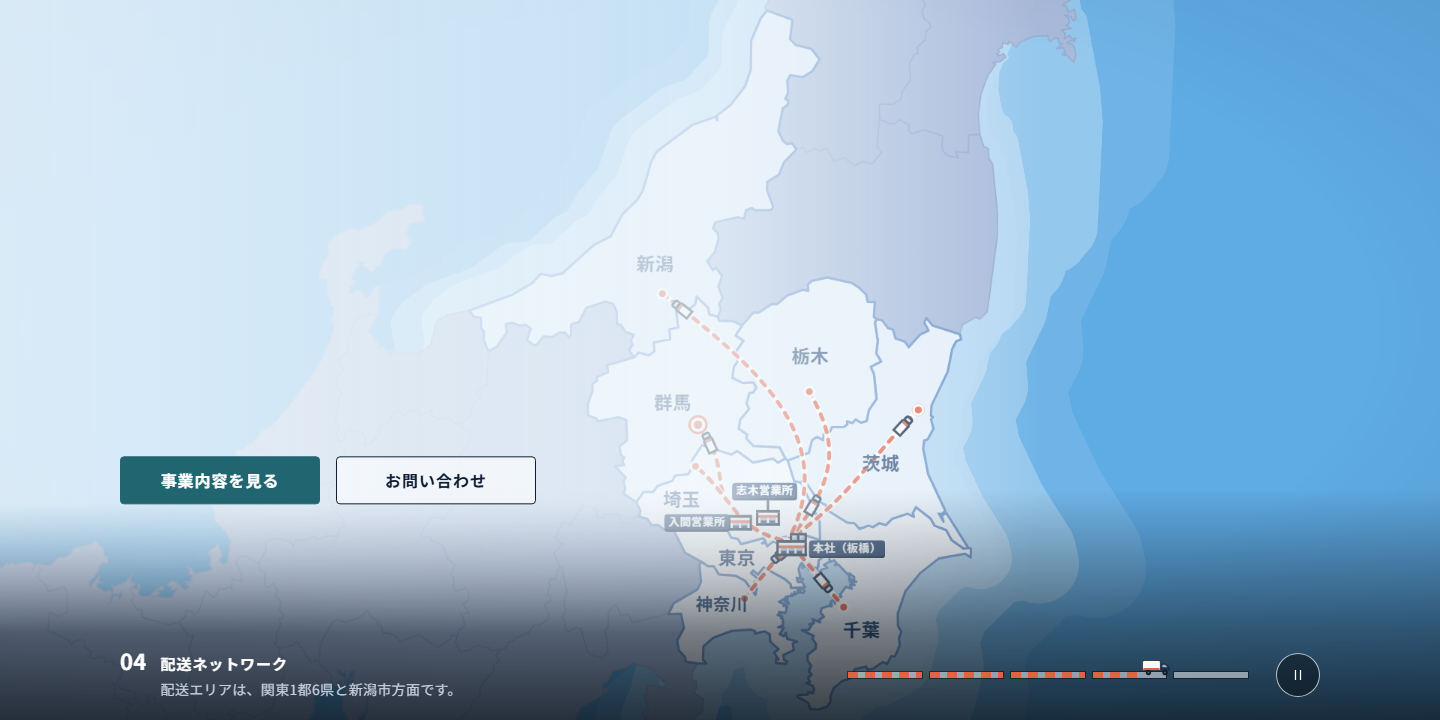 新潟
栃木
群馬
茨城
事業内容を見る
お問い合わせ
志木営業所
埼玉
入間営業所
本社（板橋）
東京
神奈川
千葉
04
配送ネットワーク
配送エリアは、関東1都6県と新潟市方面です。